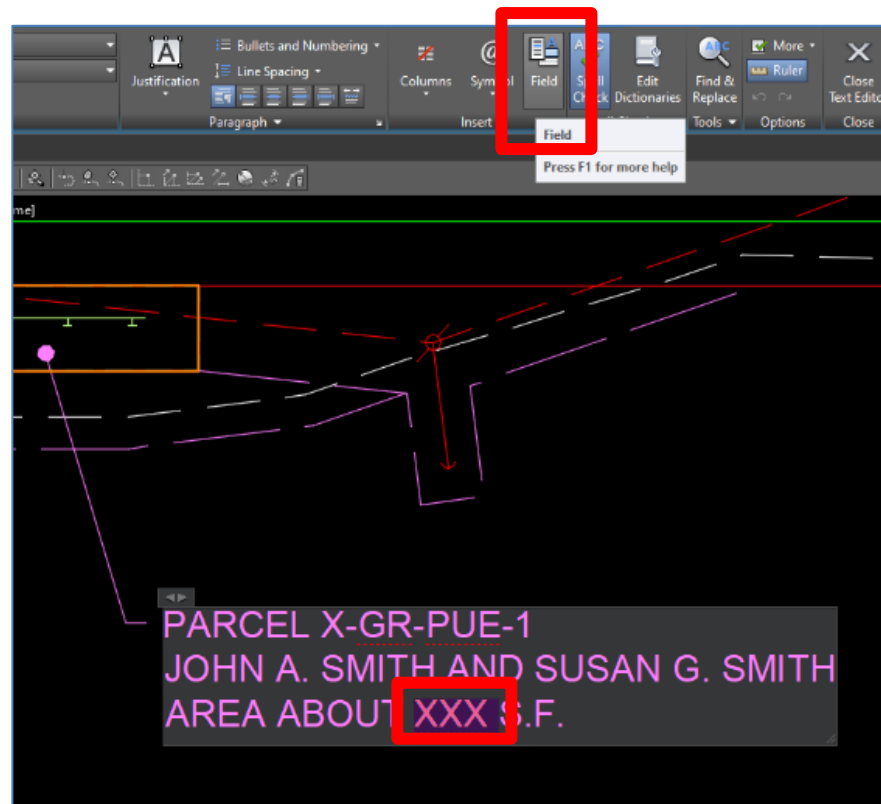 Bullets and Numbering
Line Spacing
Justification
Paragraph
Columns
Symbol
Field
Insert
Spell Check
Edit Dictionaries
Find & Replace
Tools
More
Ruler
Options
Close Text Edito
Close
Field
Press F1 for more help
me]
PARCEL X-GR-PUE-1
JOHN A. SMITH AND SUSAN G. SMITH
AREA ABOUT XXX S.F.